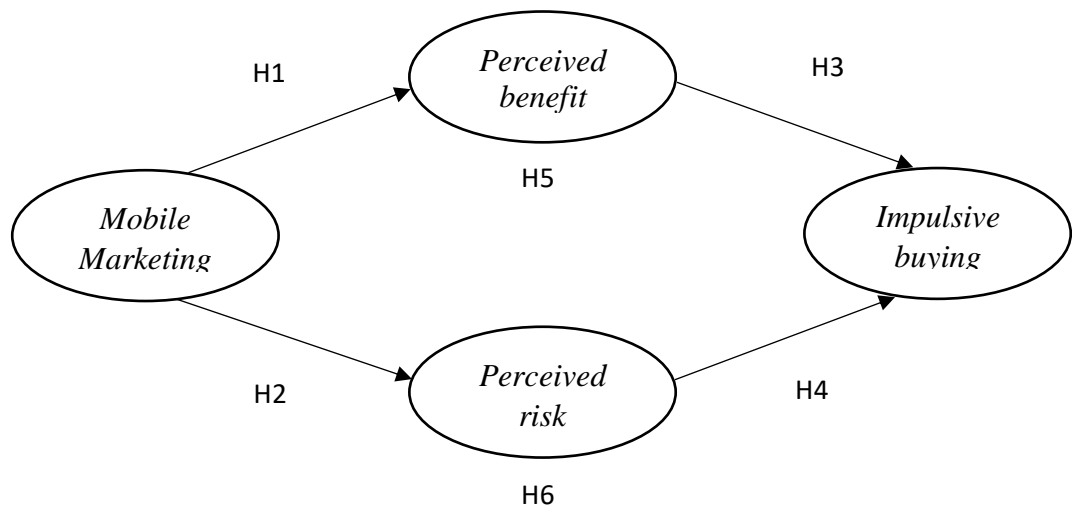 Perceived
benefit
H1
H3
H5
Mobile
Marketing
Impulsive
buying
Perceived
risk
H2
H4
H6